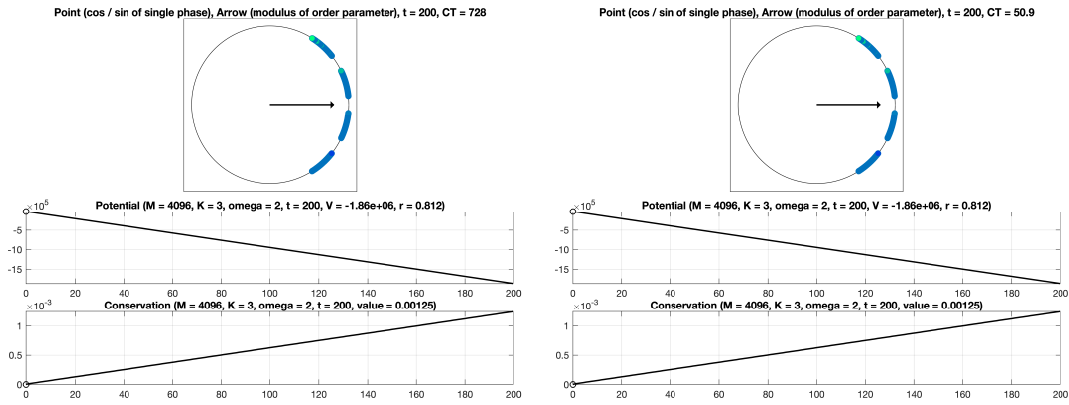 Point (cos / sin of single phase), Arrow (modulus of order parameter), t = 200, CT = 728
×10^5
Potential (M = 4096, K = 3, omega = 2, t = 200, V = -1.86e+06, r = 0.812)
-5
-10
-15
0 20 40 60 80 100 120 140 160 180 200
×10^-3
Conservation (M = 4096, K = 3, omega = 2, t = 200, value = 0.00125)
1
0.5
0
0 20 40 60 80 100 120 140 160 180 200
Point (cos / sin of single phase), Arrow (modulus of order parameter), t = 200, CT = 50.9
×10^5
Potential (M = 4096, K = 3, omega = 2, t = 200, V = -1.86e+06, r = 0.812)
-5
-10
-15
0 20 40 60 80 100 120 140 160 180 200
×10^-3
Conservation (M = 4096, K = 3, omega = 2, t = 200, value = 0.00125)
1
0.5
0
0 20 40 60 80 100 120 140 160 180 200